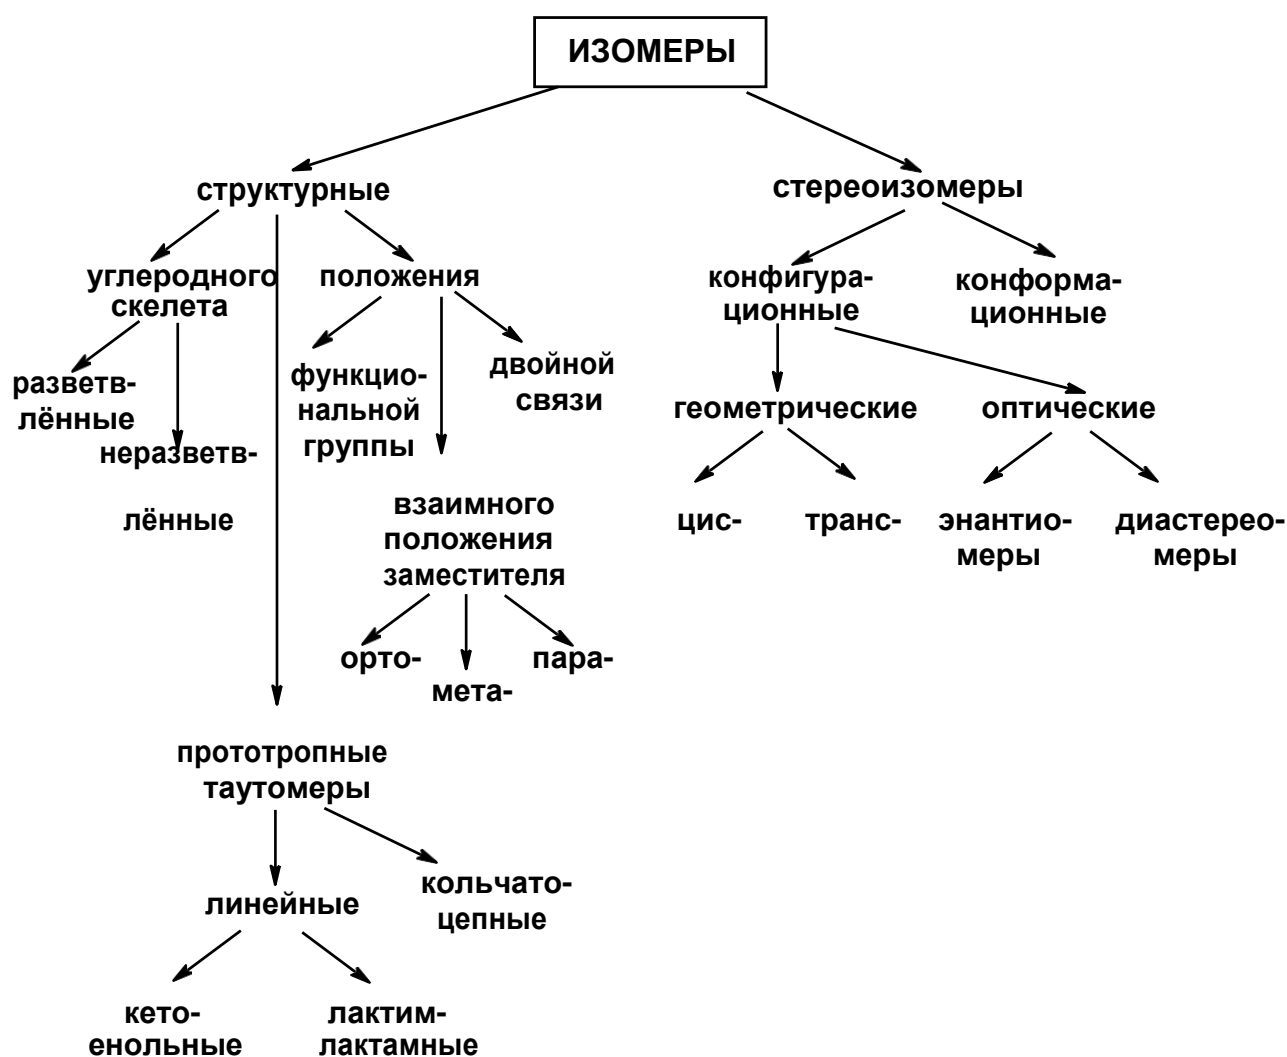 ИЗОМЕРЫ
структурные
стереоизомеры
углеродного
скелета
положения
конфигура-
ционные
конформа-
ционные
разветв-
лённые
неразветв-
лённые
функцио-
нальной
группы
двойной
связи
геометрические
оптические
взаимного
положения
заместителя
цис-
транс-
энантио-
меры
диастерео-
меры
орто-
мета-
пара-
прототропные
таутомеры
линейные
кольчато-
цепные
кето-
енольные
лактим-
лактамные